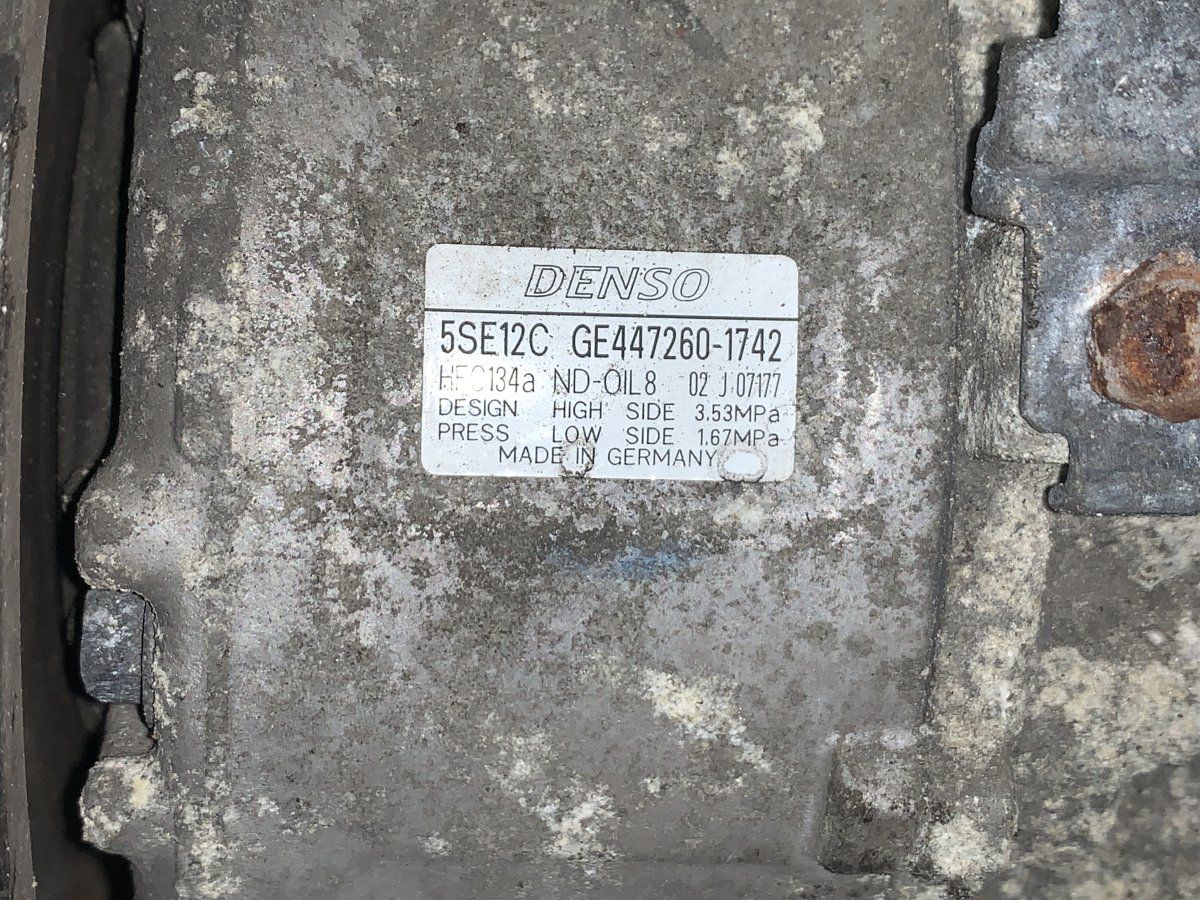 DENSO
5SE12C GE447260-1742
HFC134a ND-OIL8 02 J 07177
DESIGN HIGH SIDE 3.53MPa
PRESS LOW SIDE 1.67MPa
MADE IN GERMANY